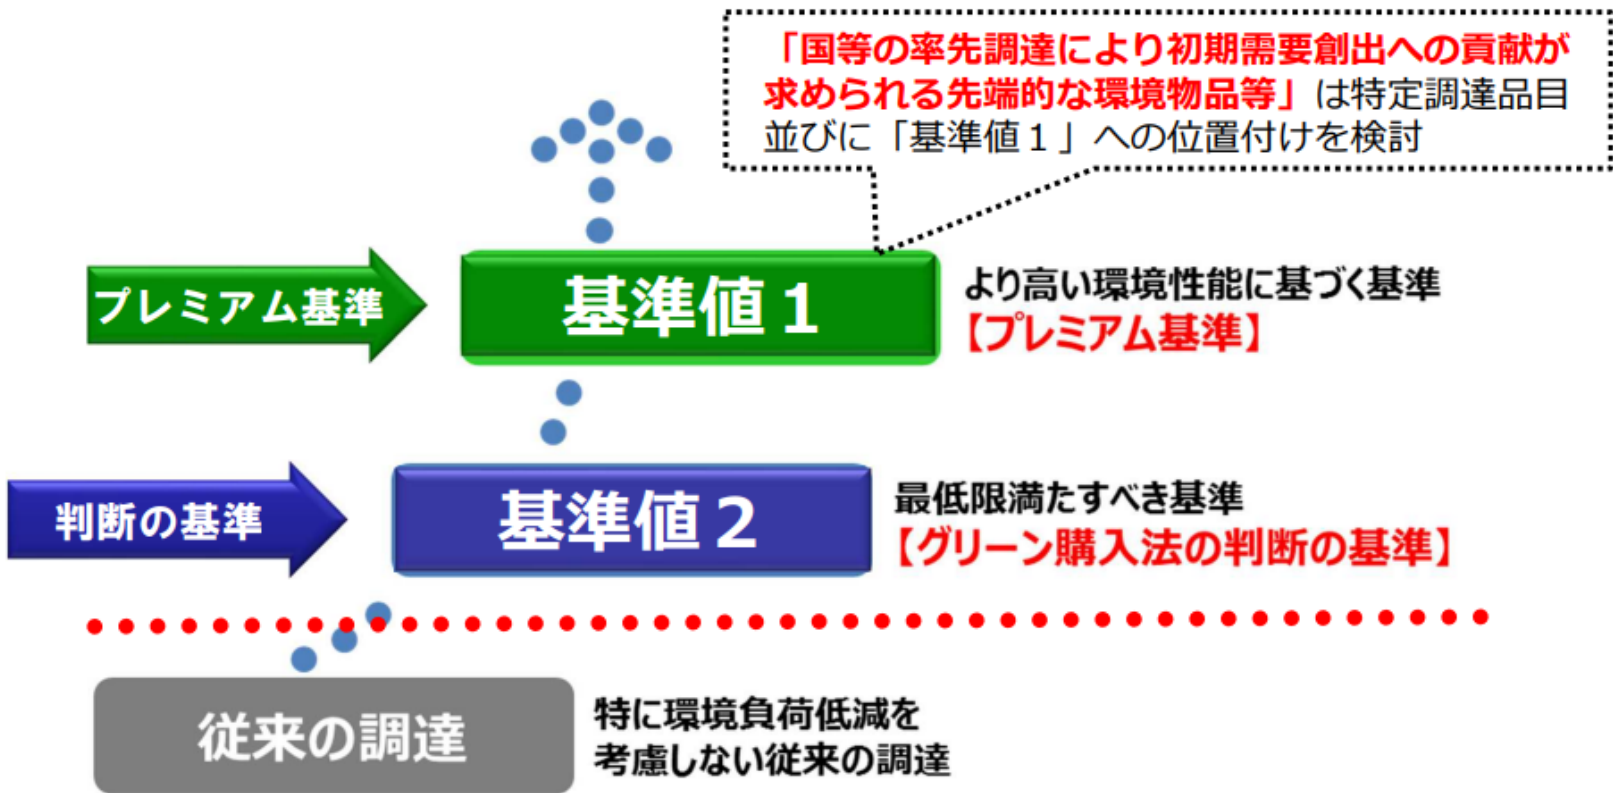 「国等の率先調達により初期需要創出への貢献が
求められる先端的な環境物品等」は特定調達品目
並びに「基準値１」への位置付けを検討
プレミアム基準
基準値１
より高い環境性能に基づく基準
【プレミアム基準】
判断の基準
基準値２
最低限満たすべき基準
【グリーン購入法の判断の基準】
従来の調達
特に環境負荷低減を
考慮しない従来の調達